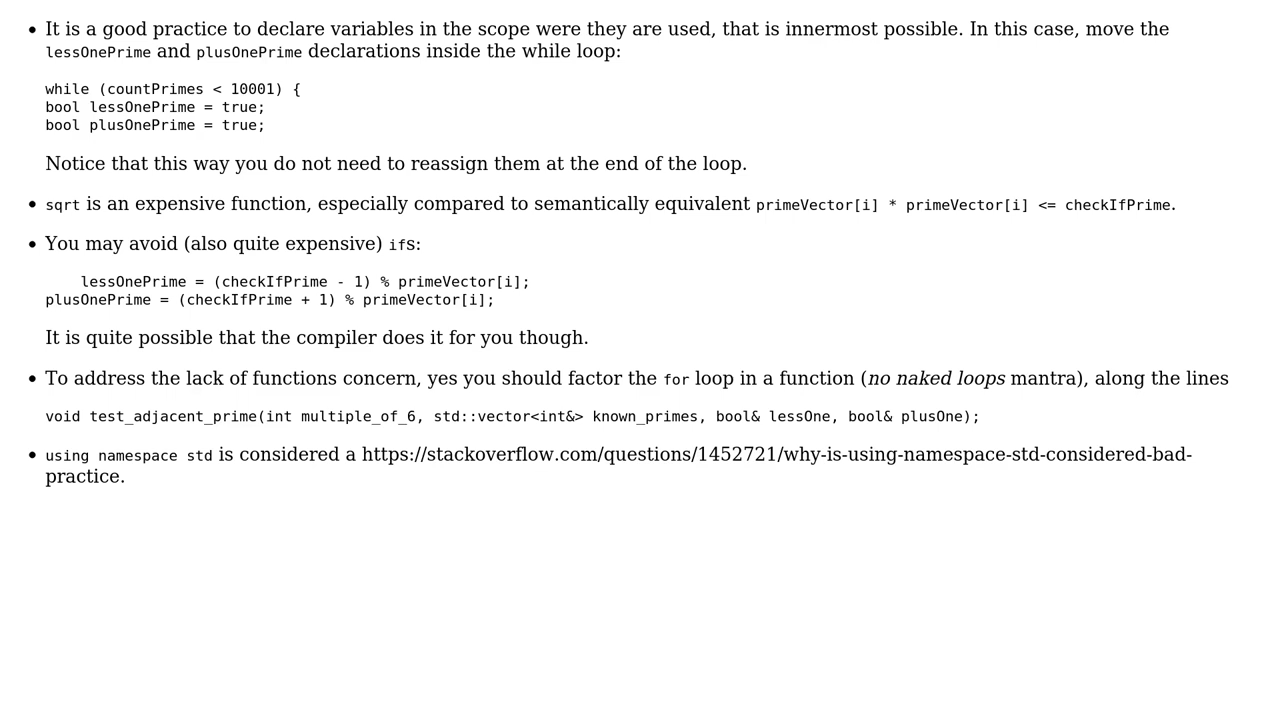 It is a good practice to declare variables in the scope were they are used, that is innermost possible. In this case, move the
lessOnePrime and plusOnePrime declarations inside the while loop:
while (countPrimes < 10001) {
bool lessOnePrime = true;
bool plusOnePrime = true;
Notice that this way you do not need to reassign them at the end of the loop.
sqrt is an expensive function, especially compared to semantically equivalent primeVector[i] * primeVector[i] <= checkIfPrime.
You may avoid (also quite expensive) ifs:
lessOnePrime = (checkIfPrime - 1) % primeVector[i];
plusOnePrime = (checkIfPrime + 1) % primeVector[i];
It is quite possible that the compiler does it for you though.
To address the lack of functions concern, yes you should factor the for loop in a function (no naked loops mantra), along the lines
void test_adjacent_prime(int multiple_of_6, std::vector<int&> known_primes, bool& lessOne, bool& plusOne);
using namespace std is considered a https://stackoverflow.com/questions/1452721/why-is-using-namespace-std-considered-bad-
practice.